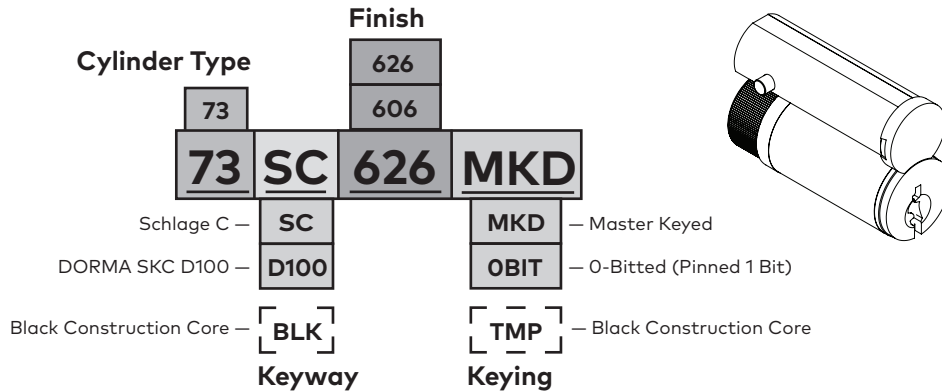 Finish
626
Cylinder Type
606
73
73 SC 626 MKD
Schlage C — SC MKD — Master Keyed
DORMA SKC D100 — D100 0BIT — 0-Bitted (Pinned 1 Bit)
Black Construction Core — BLK TMP — Black Construction Core
Keyway Keying